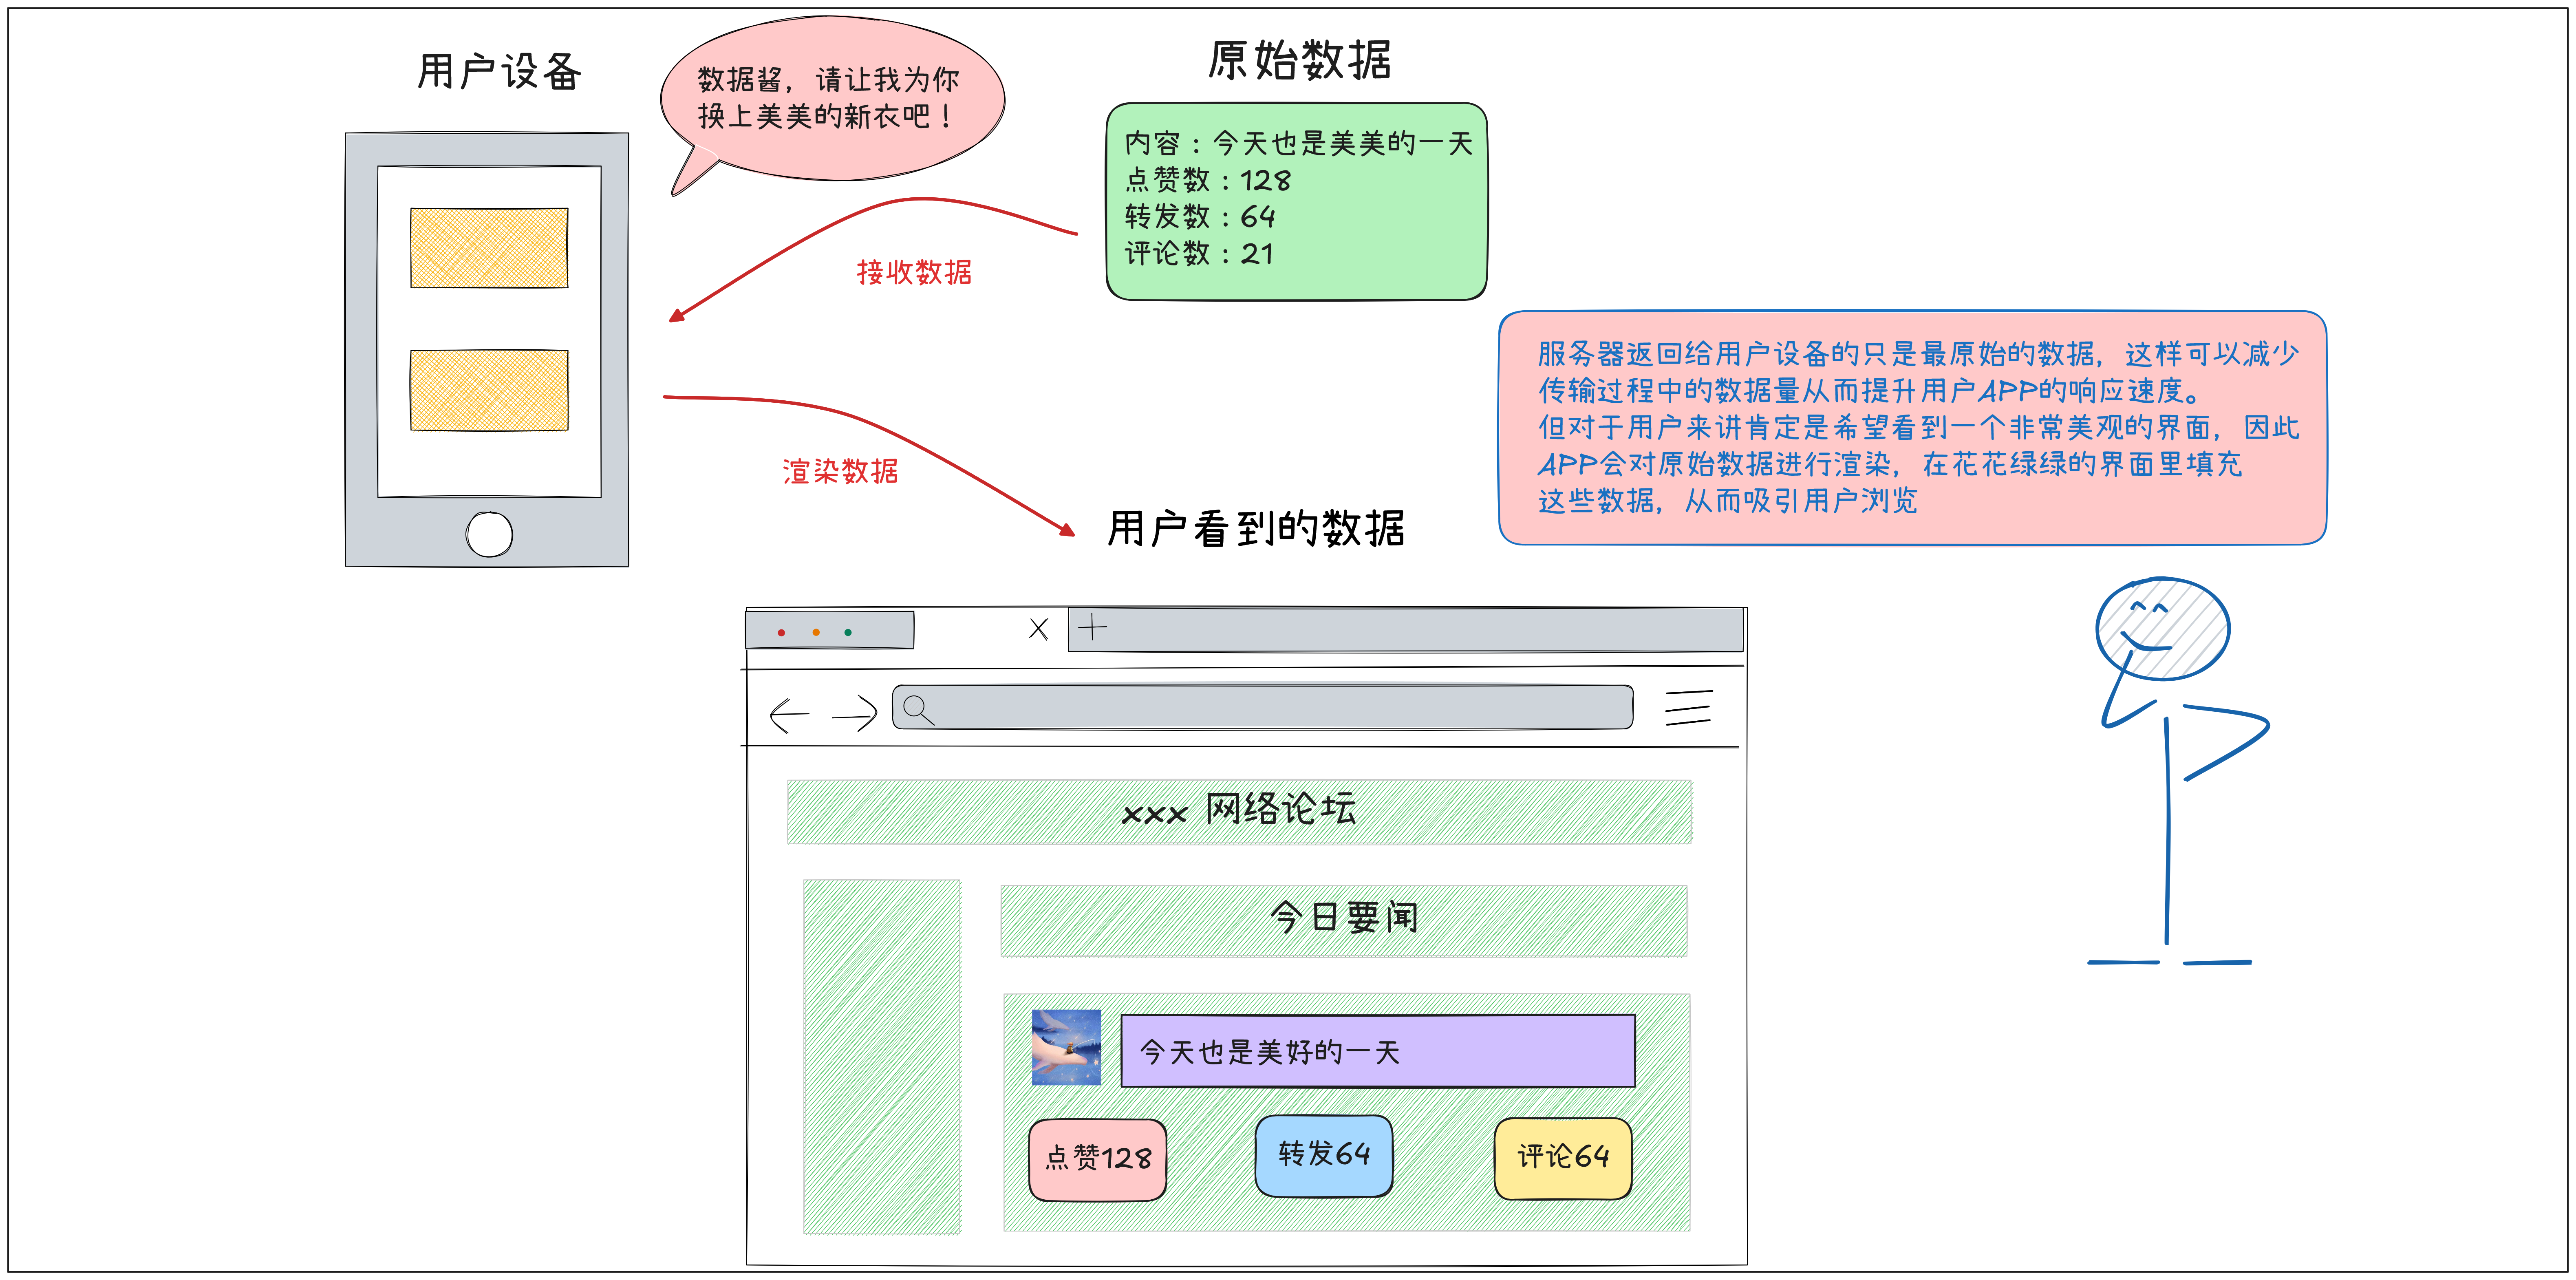 用户设备
数据酱，请让我为你
换上美美的新衣吧！
原始数据
内容：今天也是美美的一天
点赞数：128
转发数：64
评论数：21
接收数据
渲染数据
服务器返回给用户设备的只是最原始的数据，这样可以减少
传输过程中的数据量从而提升用户APP的响应速度。
但对于用户来讲肯定是希望看到一个非常美观的界面，因此
APP会对原始数据进行渲染，在花花绿绿的界面里填充
这些数据，从而吸引用户浏览
用户看到的数据
xxx 网络论坛
今日要闻
今天也是美好的一天
点赞128
转发64
评论64